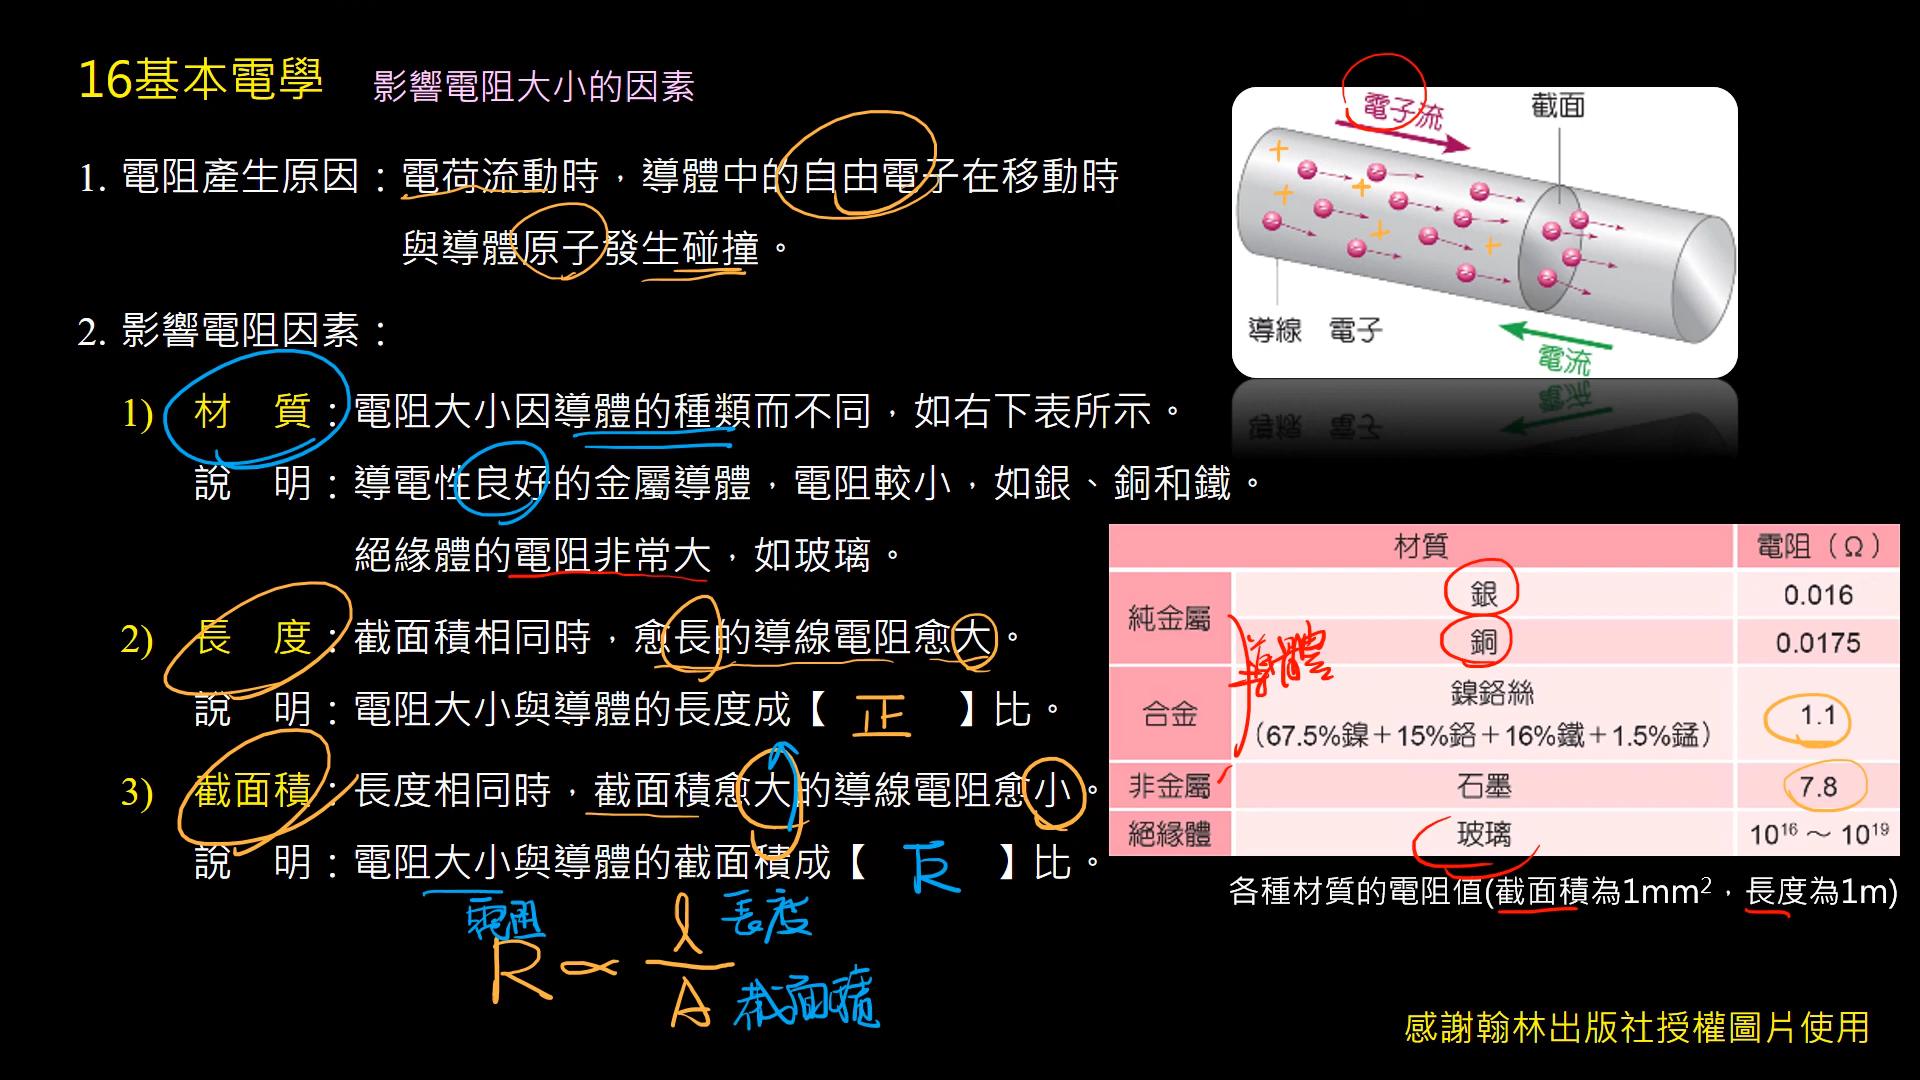 16基本電學 影響電阻大小的因素
1. 電阻產生原因：電荷流動時，導體中的自由電子在移動時
與導體原子發生碰撞。
2. 影響電阻因素：
1) 材 質：電阻大小因導體的種類而不同，如右下表所示。
說 明：導電性良好的金屬導體，電阻較小，如銀、銅和鐵。
絕緣體的電阻非常大，如玻璃。
2) 長 度：截面積相同時，愈長的導線電阻愈大。
說 明：電阻大小與導體的長度成【 正 】比。
3) 截面積：長度相同時，截面積愈大的導線電阻愈小。
說 明：電阻大小與導體的截面積成【 反 】比。
電阻
R ∝ l / A
長度
截面積
電子流
截面
導線 電子
電流
材質 電阻（Ω）
純金屬 銀 0.016
銅 0.0175
導體
合金 鎳鉻絲
（67.5%鎳＋15%鉻＋16%鐵＋1.5%錳） 1.1
非金屬 石墨 7.8
絕緣體 玻璃 10¹⁶～10¹⁹
各種材質的電阻值(截面積為1mm²，長度為1m)
感謝翰林出版社授權圖片使用